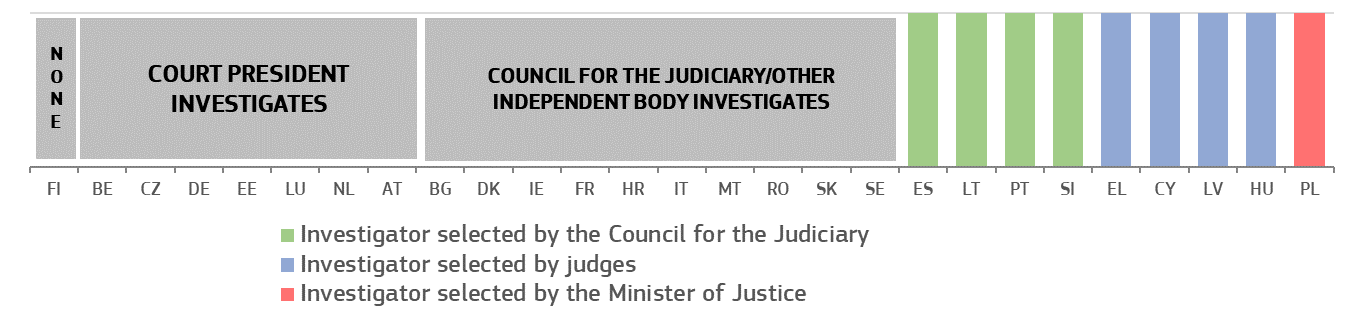 N
O
N
E
COURT PRESIDENT
INVESTIGATES
COUNCIL FOR THE JUDICIARY/OTHER
INDEPENDENT BODY INVESTIGATES
FI BE CZ DE EE LU NL AT BG DK IE FR HR IT MT RO SK SE ES LT PT SI EL CY LV HU PL
Investigator selected by the Council for the Judiciary
Investigator selected by judges
Investigator selected by the Minister of Justice